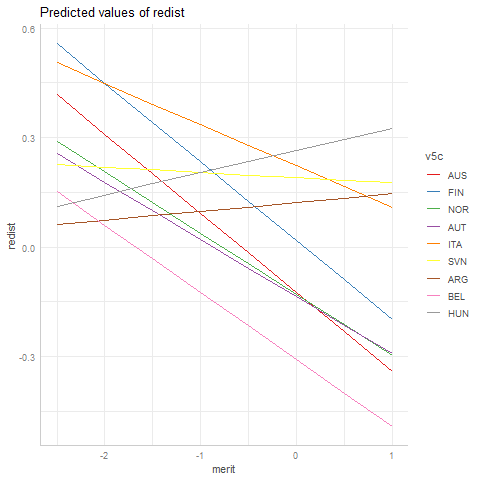 Predicted values of redist
0.6
0.3
0.0
-0.3
redist
-2
-1
0
1
merit
v5c
AUS
FIN
NOR
AUT
ITA
SVN
ARG
BEL
HUN